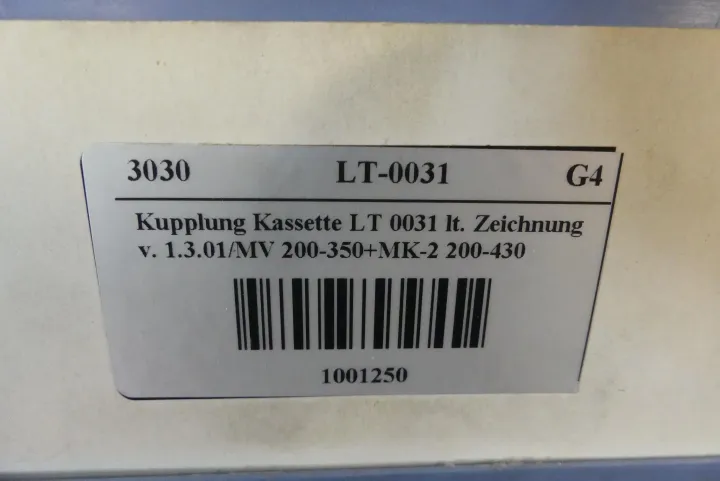 3030 LT-0031 G4
Kupplung Kassette LT 0031 lt. Zeichnung
v. 1.3.01/MV 200-350+MK-2 200-430
1001250